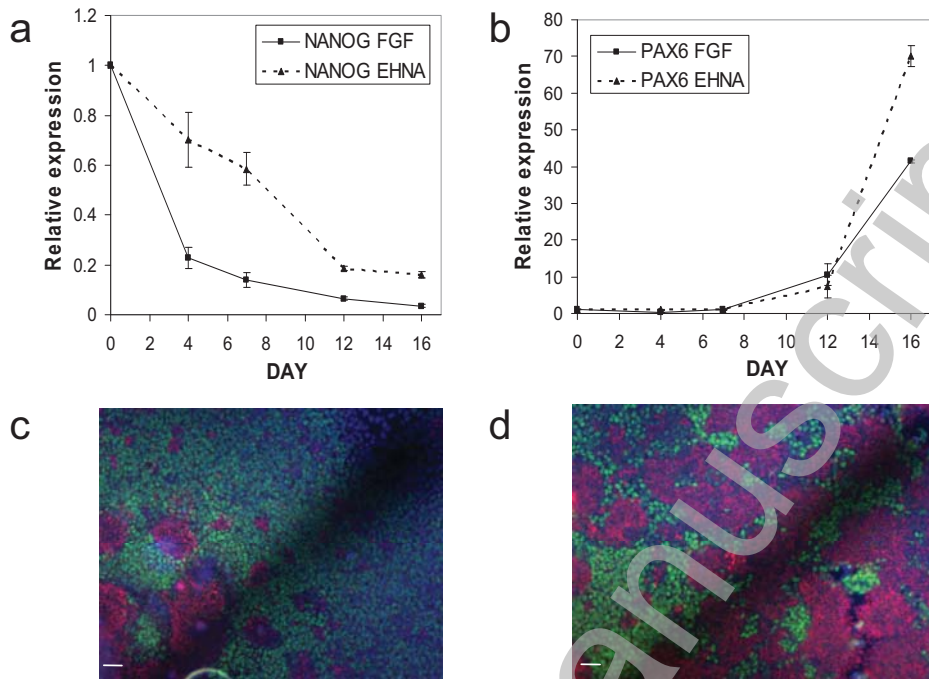 a
1.2
1
0.8
0.6
0.4
0.2
0
Relative expression
NANOG FGF
NANOG EHNA
0 2 4 6 8 10 12 14 16
DAY
b
80
70
60
50
40
30
20
10
0
Relative expression
PAX6 FGF
PAX6 EHNA
0 2 4 6 8 10 12 14 16
DAY
c
d
anuscrip